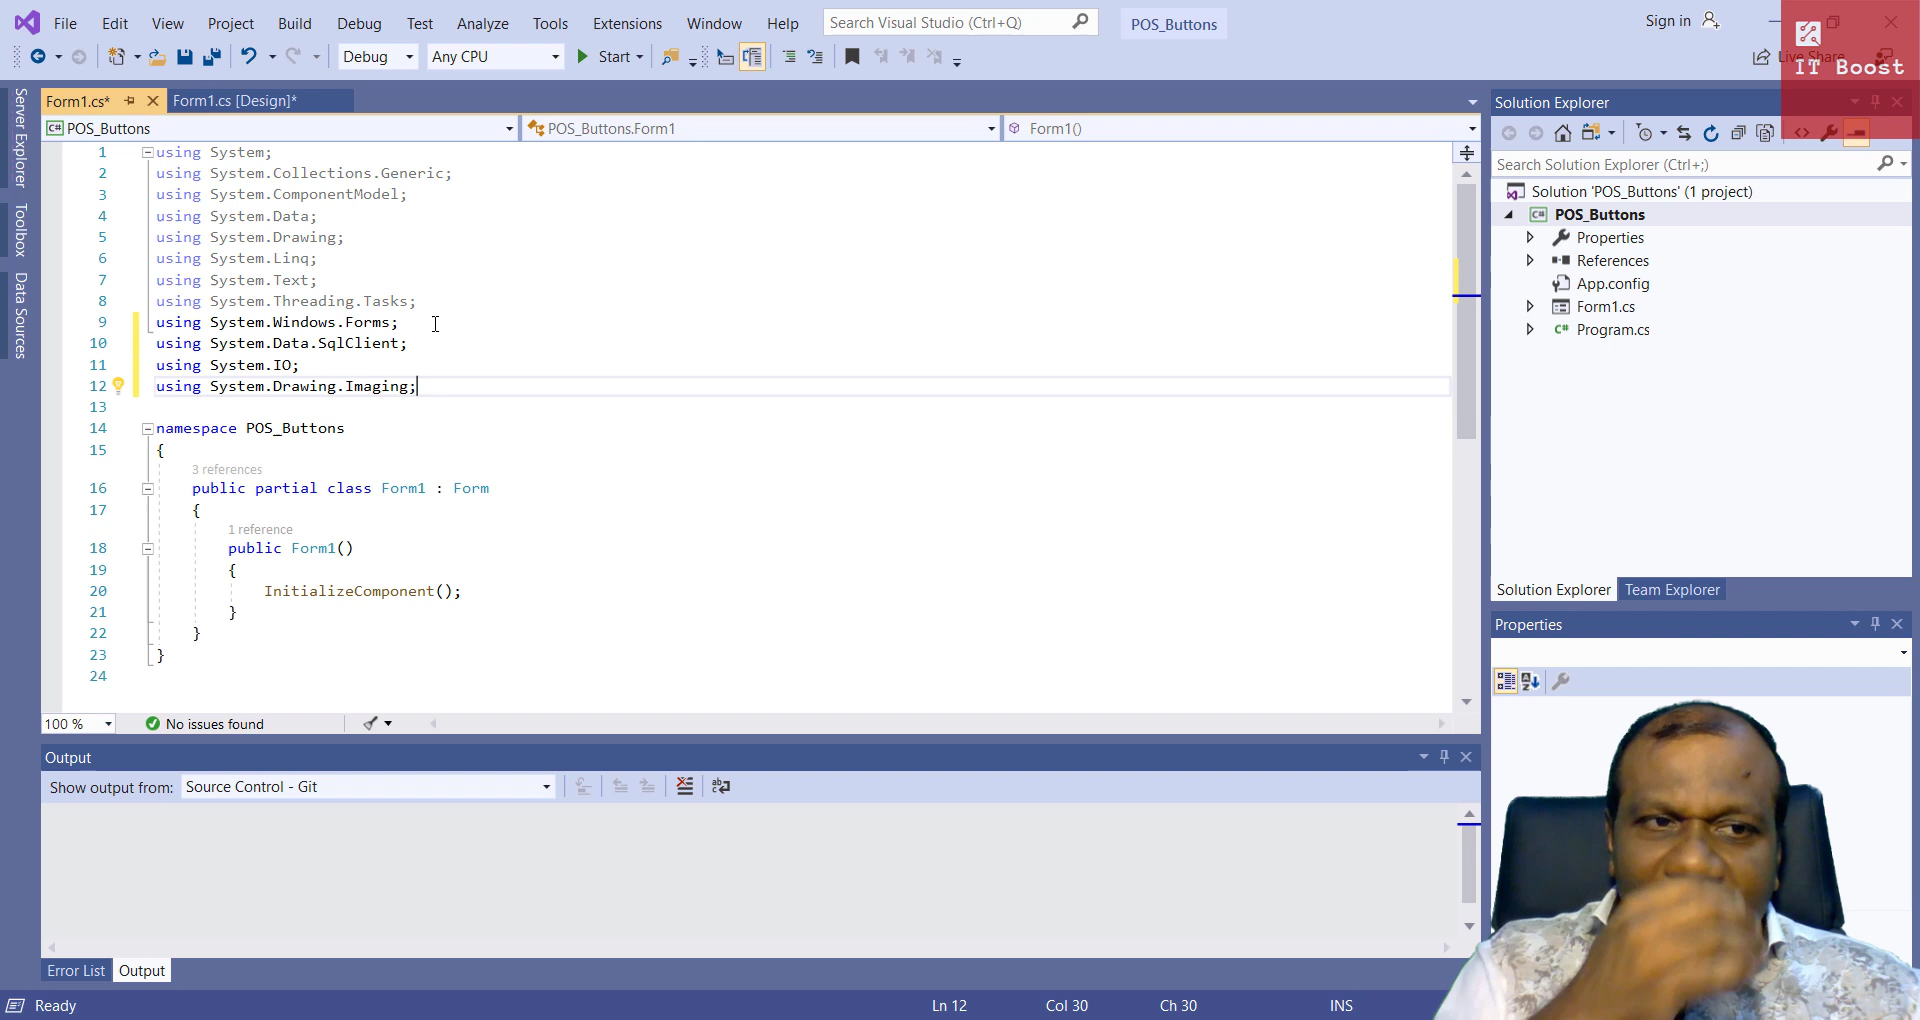 File Edit View Project Build Debug Test Analyze Tools Extensions Window Help Search Visual Studio (Ctrl+Q) POS_Buttons Sign in
Debug Any CPU Start Live Share
IT Boost
Server Explorer
Toolbox
Data Sources
Form1.cs* Form1.cs [Design]*
C# POS_Buttons POS_Buttons.Form1 Form1()
1 using System;
2 using System.Collections.Generic;
3 using System.ComponentModel;
4 using System.Data;
5 using System.Drawing;
6 using System.Linq;
7 using System.Text;
8 using System.Threading.Tasks;
9 using System.Windows.Forms;
10 using System.Data.SqlClient;
11 using System.IO;
12 using System.Drawing.Imaging;
13
14 namespace POS_Buttons
15 {
3 references
16 public partial class Form1 : Form
17 {
1 reference
18 public Form1()
19 {
20 InitializeComponent();
21 }
22 }
23 }
24
100 % No issues found
Output
Show output from: Source Control - Git
Error List Output
Ready Ln 12 Col 30 Ch 30 INS
Solution Explorer
Search Solution Explorer (Ctrl+;)
Solution 'POS_Buttons' (1 project)
C# POS_Buttons
Properties
References
App.config
Form1.cs
C# Program.cs
Solution Explorer Team Explorer
Properties